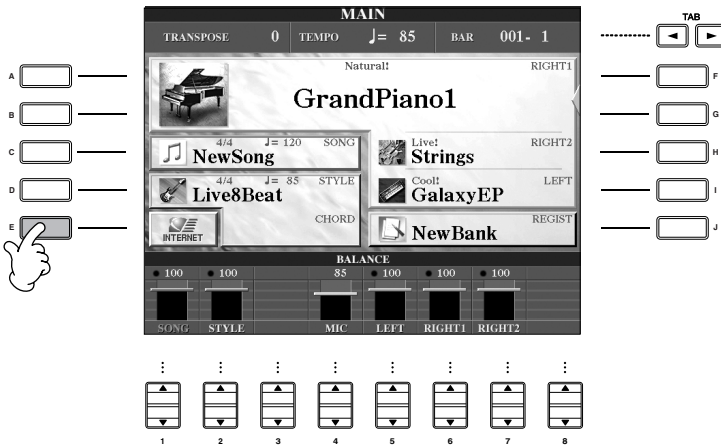 MAIN
TAB
TRANSPOSE 0 TEMPO ♩= 85 BAR 001- 1
Natural! RIGHT1
GrandPiano1
4/4 ♩= 120 SONG
NewSong
Live! RIGHT2
Strings
4/4 ♩= 85 STYLE
Live8Beat
Cool! LEFT
GalaxyEP
INTERNET
CHORD
REGIST
NewBank
BALANCE
100 100 85 100 100 100
SONG STYLE MIC LEFT RIGHT1 RIGHT2
A
B
C
D
E
F
G
H
I
J
1 2 3 4 5 6 7 8